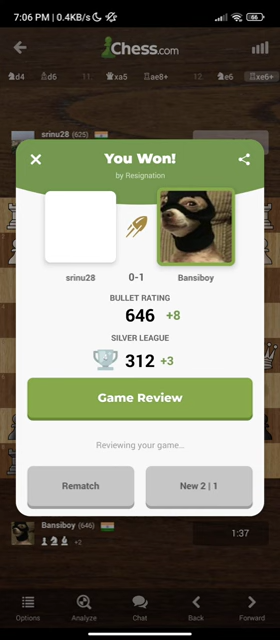 7:06 PM | 0.4KB/s
66
Chess.com
♞d4 ♗d6 11. ♛xa5 ♖ae8+ 12. ♞e6 ♖xe6+
srinu28 (625)
You Won!
by Resignation
srinu28 0-1 Bansiboy
BULLET RATING
646 +8
SILVER LEAGUE
312 +3
Game Review
Reviewing your game...
Rematch New 2 | 1
Bansiboy (646)
+2 1:37
Options Analyze Chat Back Forward